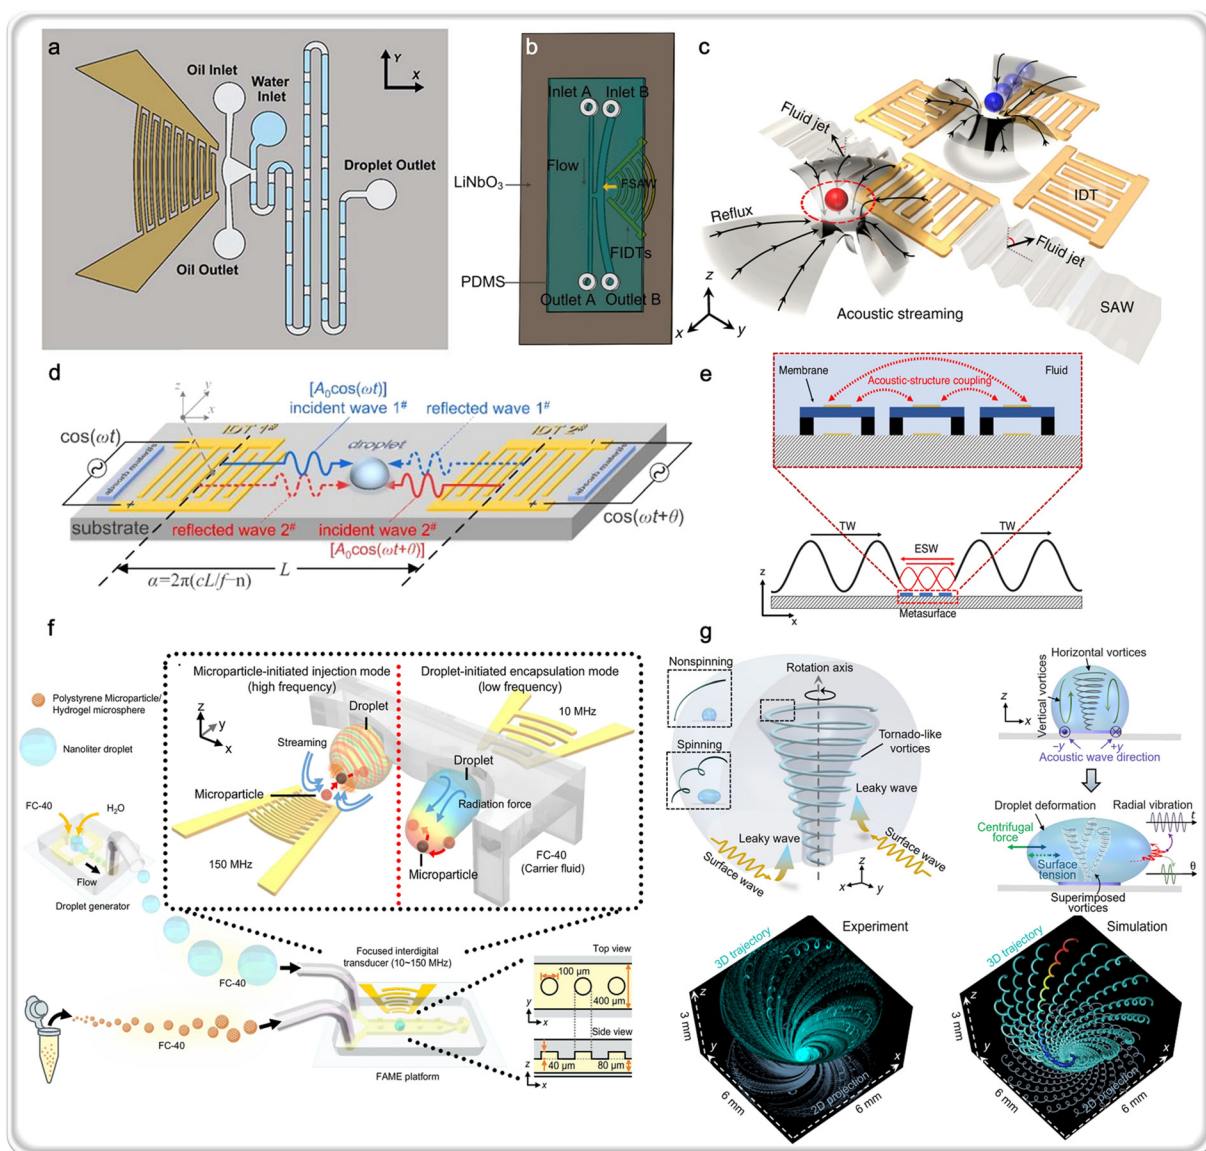 a
Y
X
Oil Inlet
Water
Inlet
Droplet Outlet
Oil Outlet
b
Inlet A
Inlet B
Flow
FSAW
LiNbO₃
FIDTs
PDMS
Outlet A
Outlet B
c
Fluid jet
IDT
Reflux
Fluid jet
SAW
z
x
y
Acoustic streaming
d
z
y
x
[A₀cos(ωt)]
incident wave 1#
reflected wave 1#
IDT 1#
IDT 2#
cos(ωt)
droplet
absorb materials
absorb materials
substrate
reflected wave 2#
incident wave 2#
[A₀cos(ωt+θ)]
cos(ωt+θ)
L
α=2π(cL/f−n)
e
Membrane
Fluid
Acoustic-structure coupling
TW
TW
ESW
z
x
Metasurface
f
Microparticle-initiated injection mode
(high frequency)
Droplet-initiated encapsulation mode
(low frequency)
Polystyrene Microparticle/
Hydrogel microsphere
Nanoliter droplet
z
y
x
Droplet
10 MHz
Streaming
Droplet
Microparticle
Radiation force
FC-40
H₂O
150 MHz
Microparticle
FC-40
(Carrier fluid)
Flow
Droplet generator
FC-40
Focused interdigital
transducer (10~150 MHz)
Top view
100 μm
400 μm
y
x
Side view
z
x
40 μm
80 μm
FC-40
FAME platform
g
Nonspinning
Rotation axis
Spinning
Tornado-like
vortices
Leaky wave
Leaky wave
Surface wave
Surface wave
z
x
y
Horizontal vortices
Vertical vortices
z
x
−y
+y
Acoustic wave direction
Droplet deformation
Radial vibration
t
Centrifugal
force
Surface
tension
θ
Superimposed
vortices
Experiment
3D trajectory
z
3 mm
y
x
2D projection
6 mm
6 mm
Simulation
3D trajectory
z
3 mm
y
x
2D projection
6 mm
6 mm